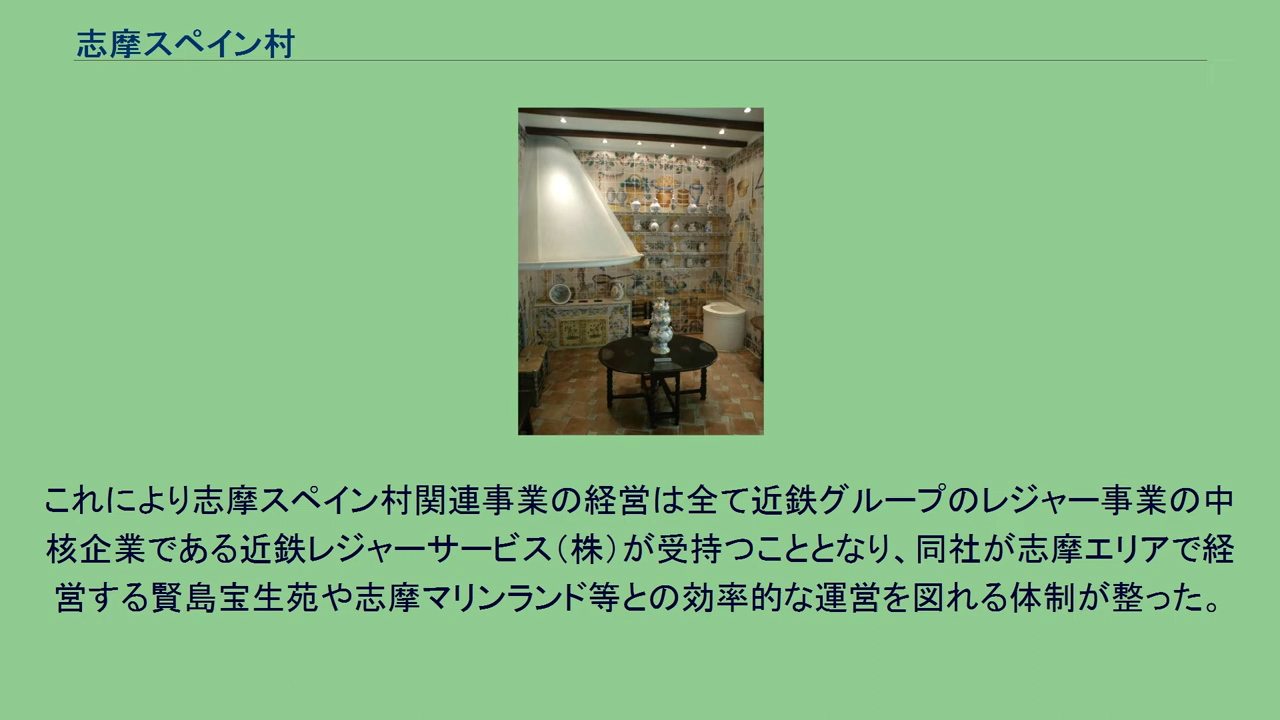 志摩スペイン村
これにより志摩スペイン村関連事業の経営は全て近鉄グループのレジャー事業の中
核企業である近鉄レジャーサービス（株）が受持つこととなり、同社が志摩エリアで経
営する賢島宝生苑や志摩マリンランド等との効率的な運営を図れる体制が整った。